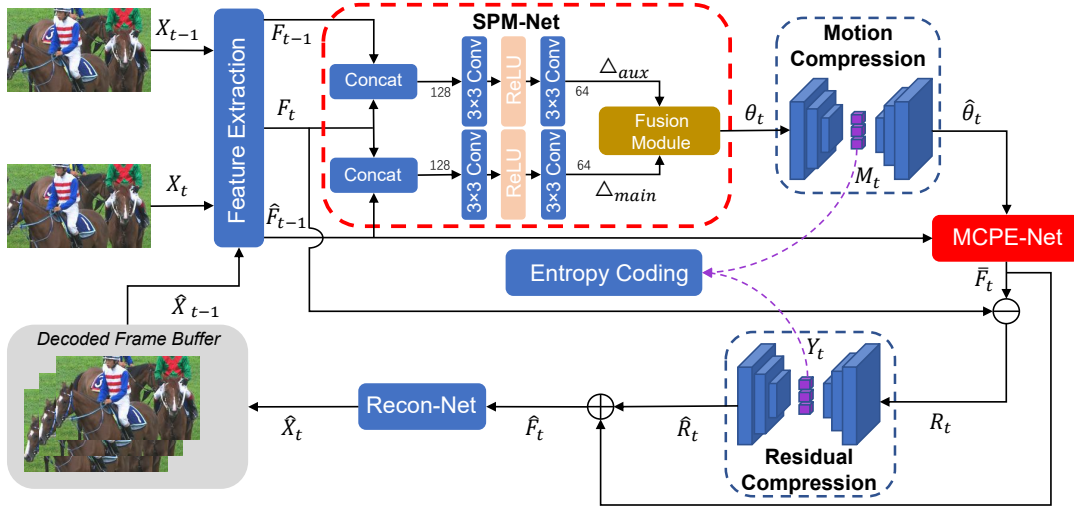 X_{t-1}
F_{t-1}
SPM-Net
Motion
Compression
Feature Extraction
Concat
128
3×3 Conv
ReLU
3×3 Conv
64
△_{aux}
F_t
Fusion
Module
θ_t
θ̂_t
X_t
Concat
128
3×3 Conv
ReLU
3×3 Conv
64
△_{main}
M_t
F̂_{t-1}
MCPE-Net
Entropy Coding
F̄_t
X̂_{t-1}
Decoded Frame Buffer
Y_t
Recon-Net
X̂_t
F̂_t
R̂_t
R_t
Residual
Compression